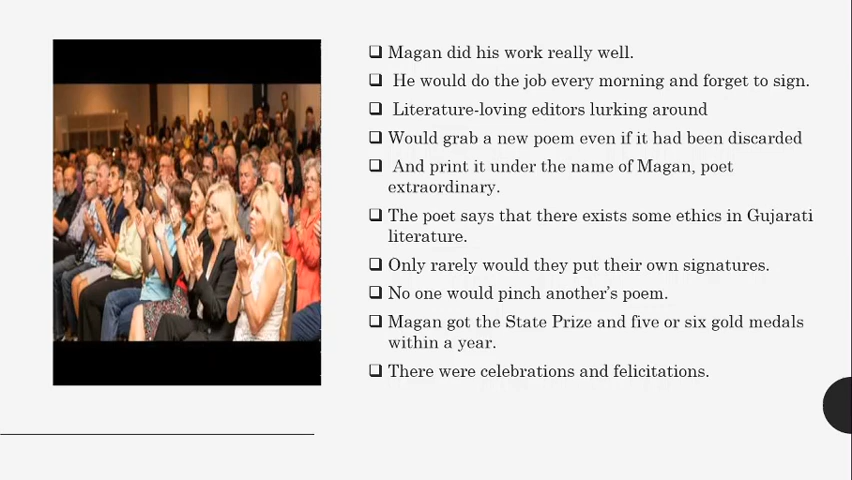 Magan did his work really well.
He would do the job every morning and forget to sign.
Literature-loving editors lurking around
Would grab a new poem even if it had been discarded
And print it under the name of Magan, poet
extraordinary.
The poet says that there exists some ethics in Gujarati
literature.
Only rarely would they put their own signatures.
No one would pinch another’s poem.
Magan got the State Prize and five or six gold medals
within a year.
There were celebrations and felicitations.